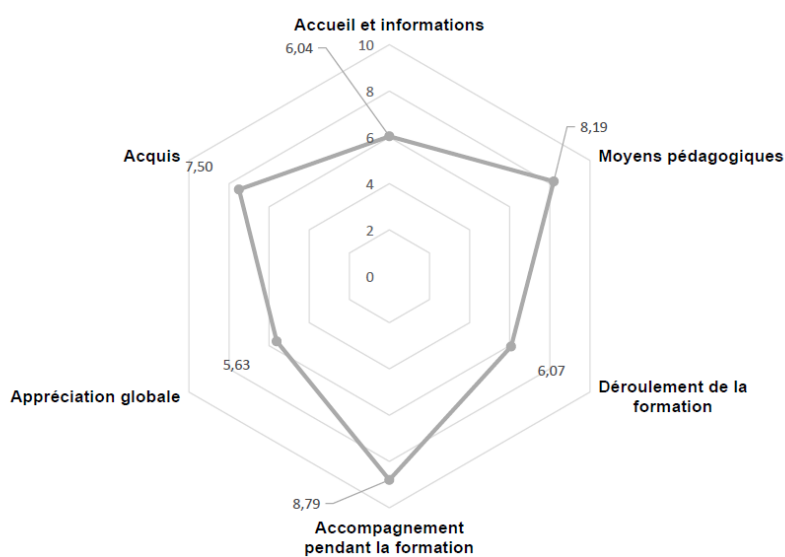 Accueil et informations
10
6,04
8
8,19
6
Moyens pédagogiques
Acquis
7,50
4
2
0
5,63
6,07
Appréciation globale
Déroulement de la
formation
8,79
Accompagnement
pendant la formation